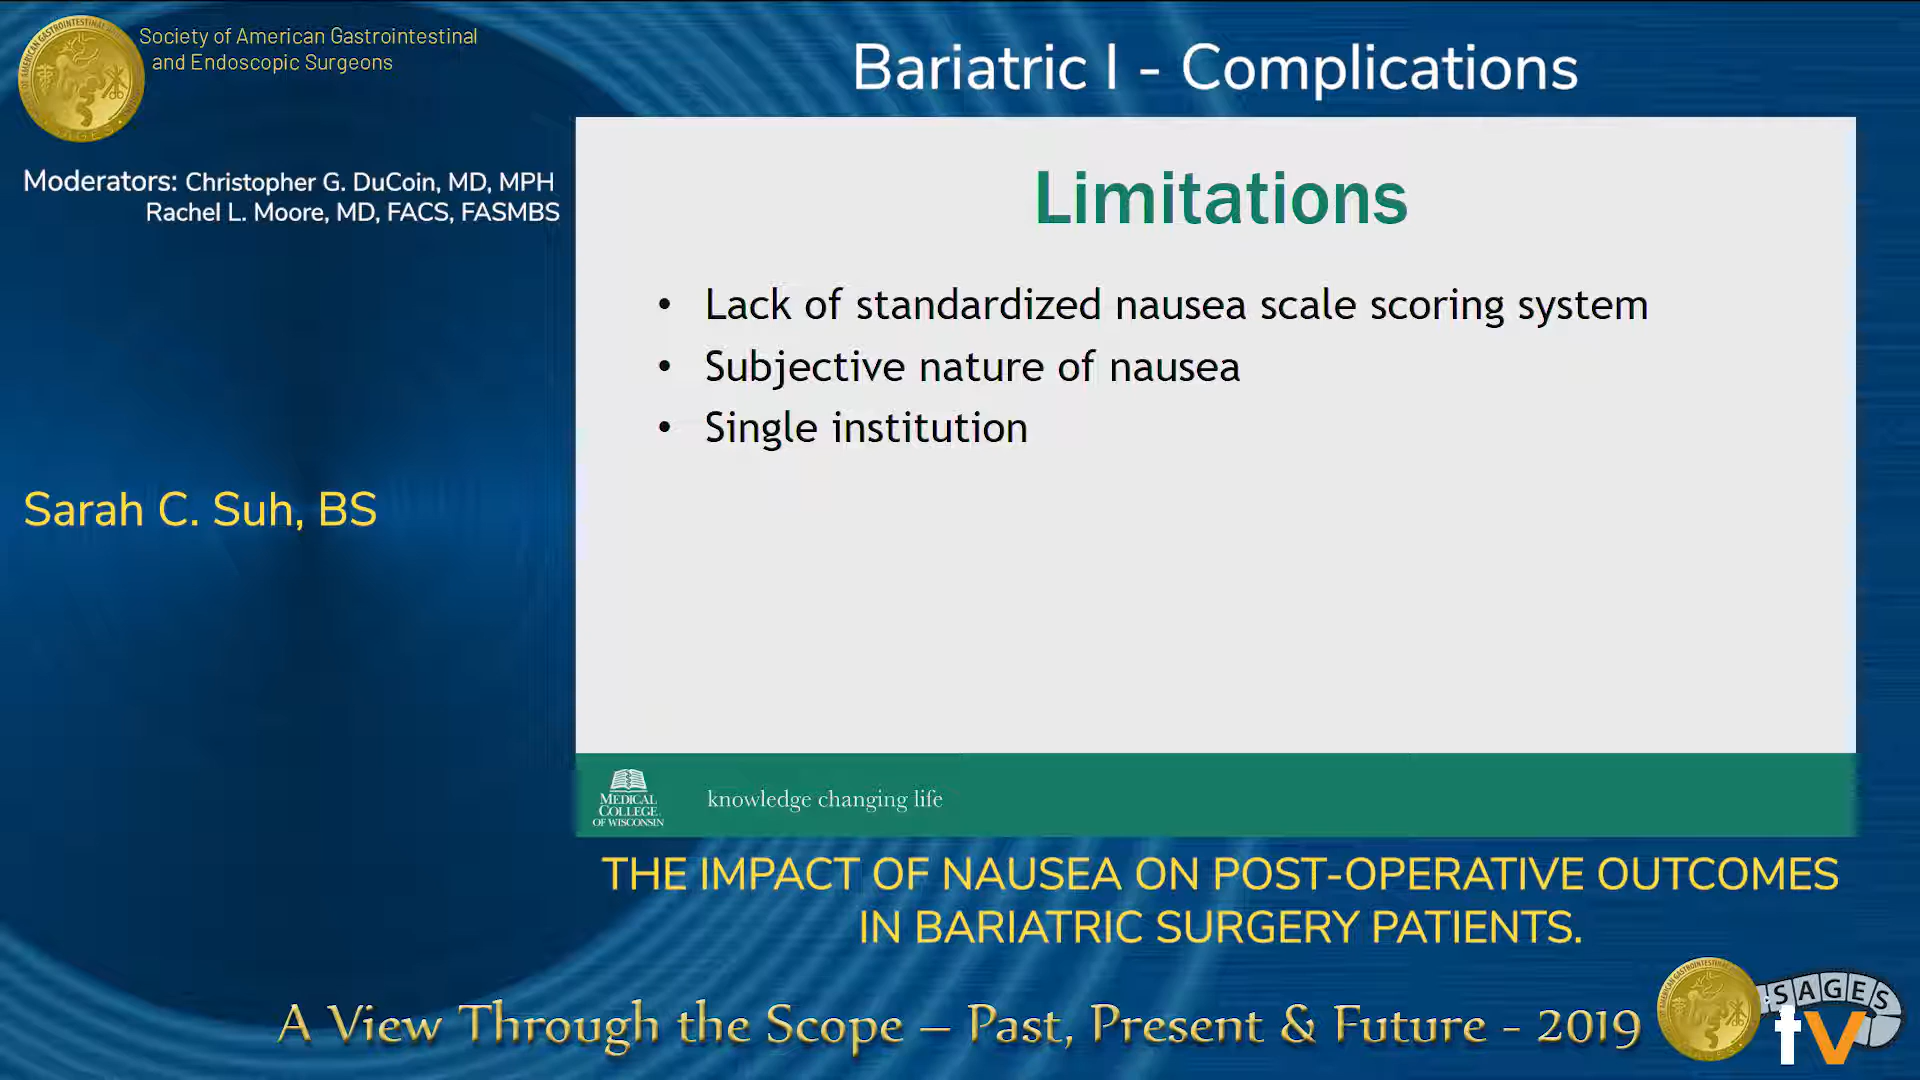 Society of American Gastrointestinal
and Endoscopic Surgeons
Bariatric I - Complications
Moderators: Christopher G. DuCoin, MD, MPH
Rachel L. Moore, MD, FACS, FASMBS
Sarah C. Suh, BS
Limitations
• Lack of standardized nausea scale scoring system
• Subjective nature of nausea
• Single institution
MEDICAL
COLLEGE
OF WISCONSIN
knowledge changing life
THE IMPACT OF NAUSEA ON POST-OPERATIVE OUTCOMES
IN BARIATRIC SURGERY PATIENTS.
A View Through the Scope – Past, Present & Future - 2019
SAGES
tv